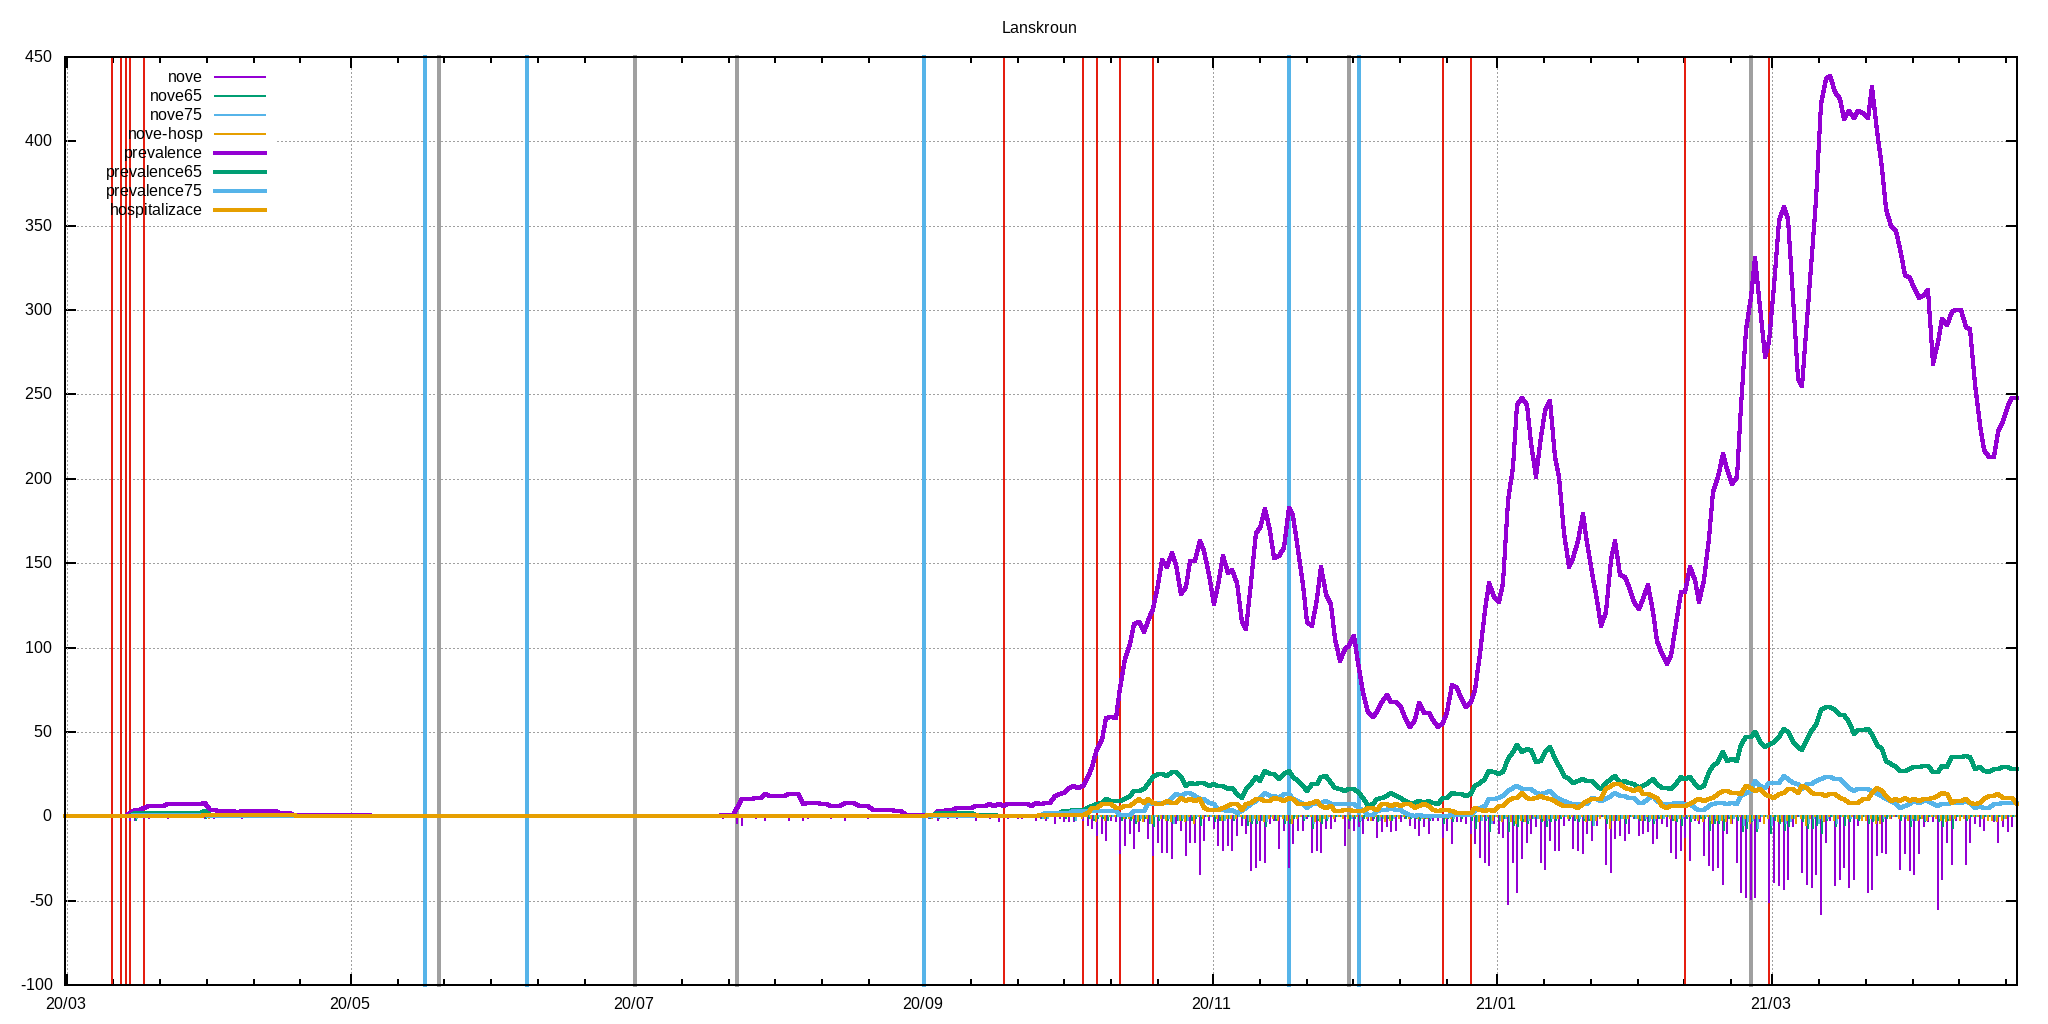 Lanskroun
450
400
350
300
250
200
150
100
50
0
-50
-100
nove
nove65
nove75
nove-hosp
prevalence
prevalence65
prevalence75
hospitalizace
20/03 20/05 20/07 20/09 20/11 21/01 21/03